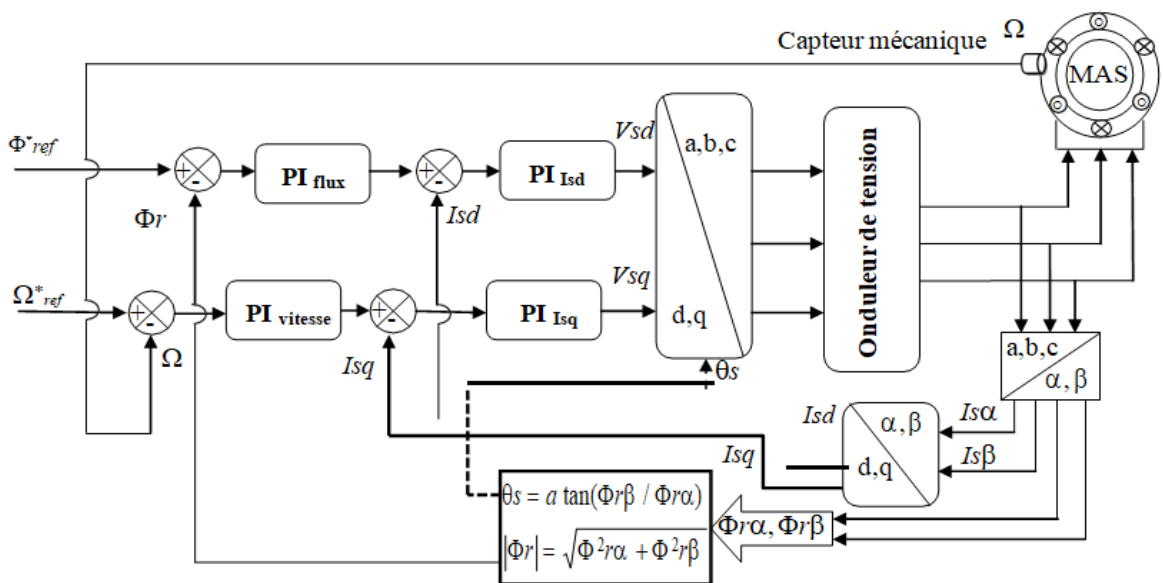 Capteur mécanique
Ω
MAS
Φ*ref
+
-
PI flux
+
-
PI Isd
Vsd
a,b,c
d,q
Onduleur de tension
Φr
Isd
Ω*ref
+
-
PI vitesse
+
-
PI Isq
Vsq
Ω
Isq
θs
a,b,c
α,β
Isd
α,β
d,q
Isα
Isβ
Isq
θs = a tan(Φrβ / Φrα)
|Φr| = √Φ²rα + Φ²rβ
Φrα, Φrβ